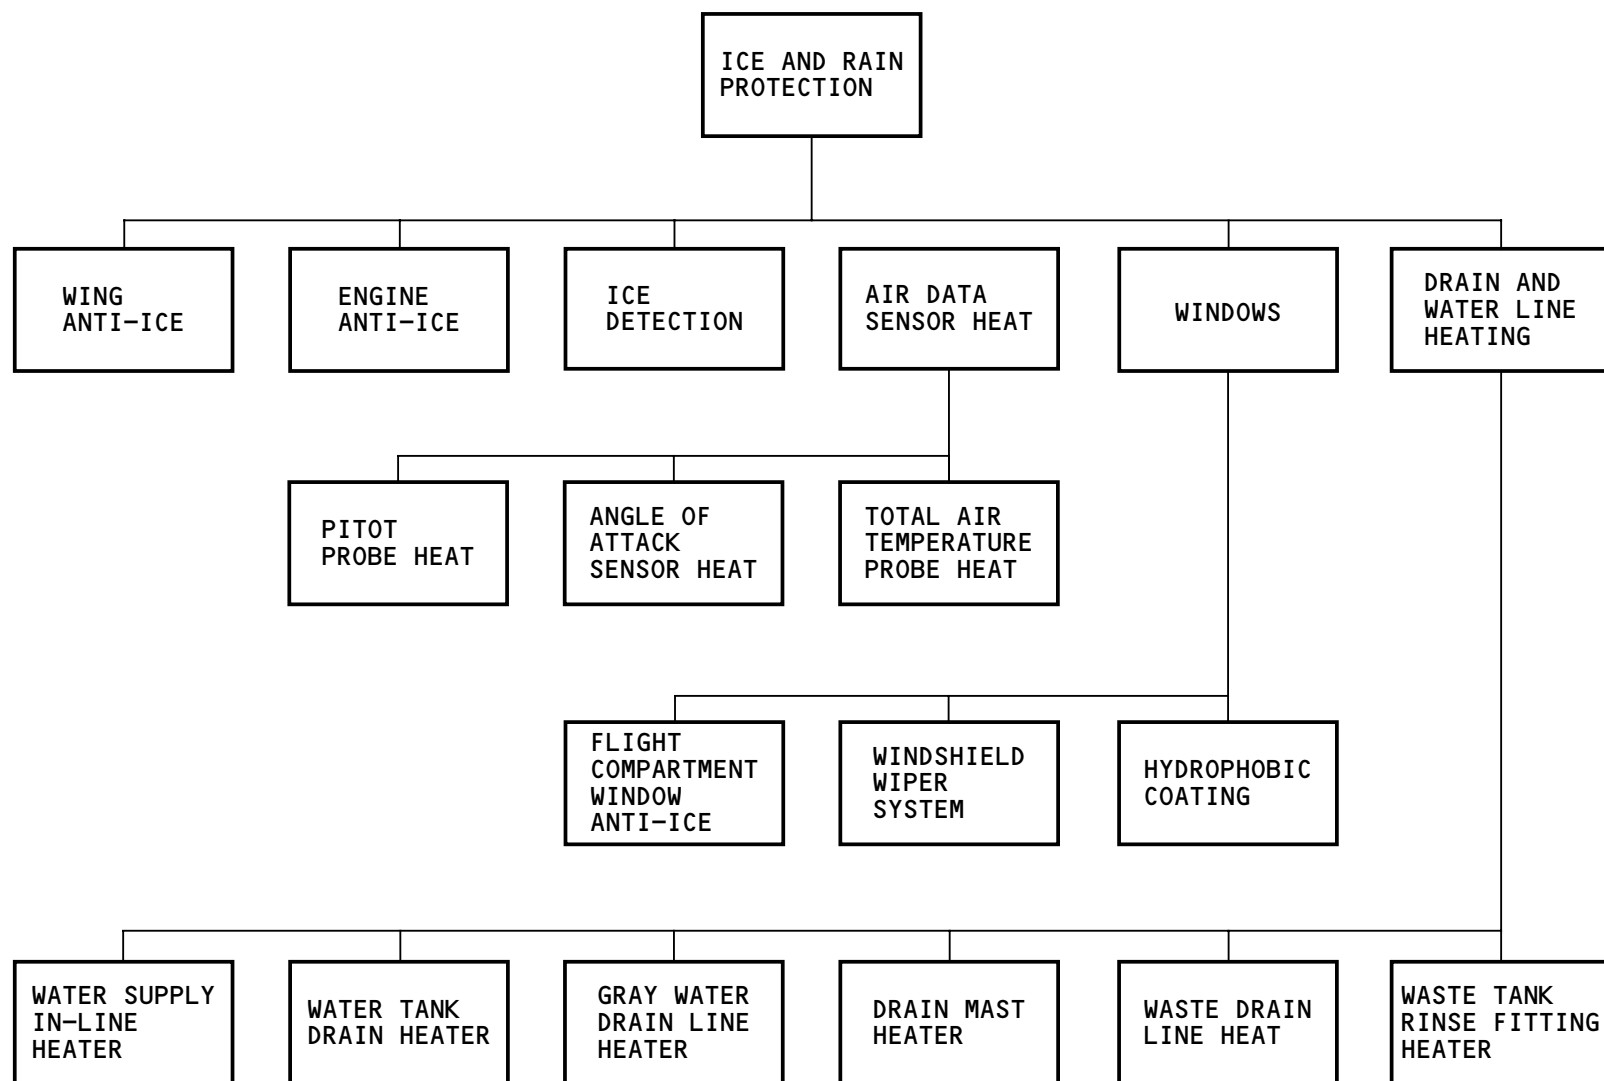 ICE AND RAIN
PROTECTION
WING
ANTI-ICE
ENGINE
ANTI-ICE
ICE
DETECTION
AIR DATA
SENSOR HEAT
WINDOWS
DRAIN AND
WATER LINE
HEATING
PITOT
PROBE HEAT
ANGLE OF
ATTACK
SENSOR HEAT
TOTAL AIR
TEMPERATURE
PROBE HEAT
FLIGHT
COMPARTMENT
WINDOW
ANTI-ICE
WINDSHIELD
WIPER
SYSTEM
HYDROPHOBIC
COATING
WATER SUPPLY
IN-LINE
HEATER
WATER TANK
DRAIN HEATER
GRAY WATER
DRAIN LINE
HEATER
DRAIN MAST
HEATER
WASTE DRAIN
LINE HEAT
WASTE TANK
RINSE FITTING
HEATER